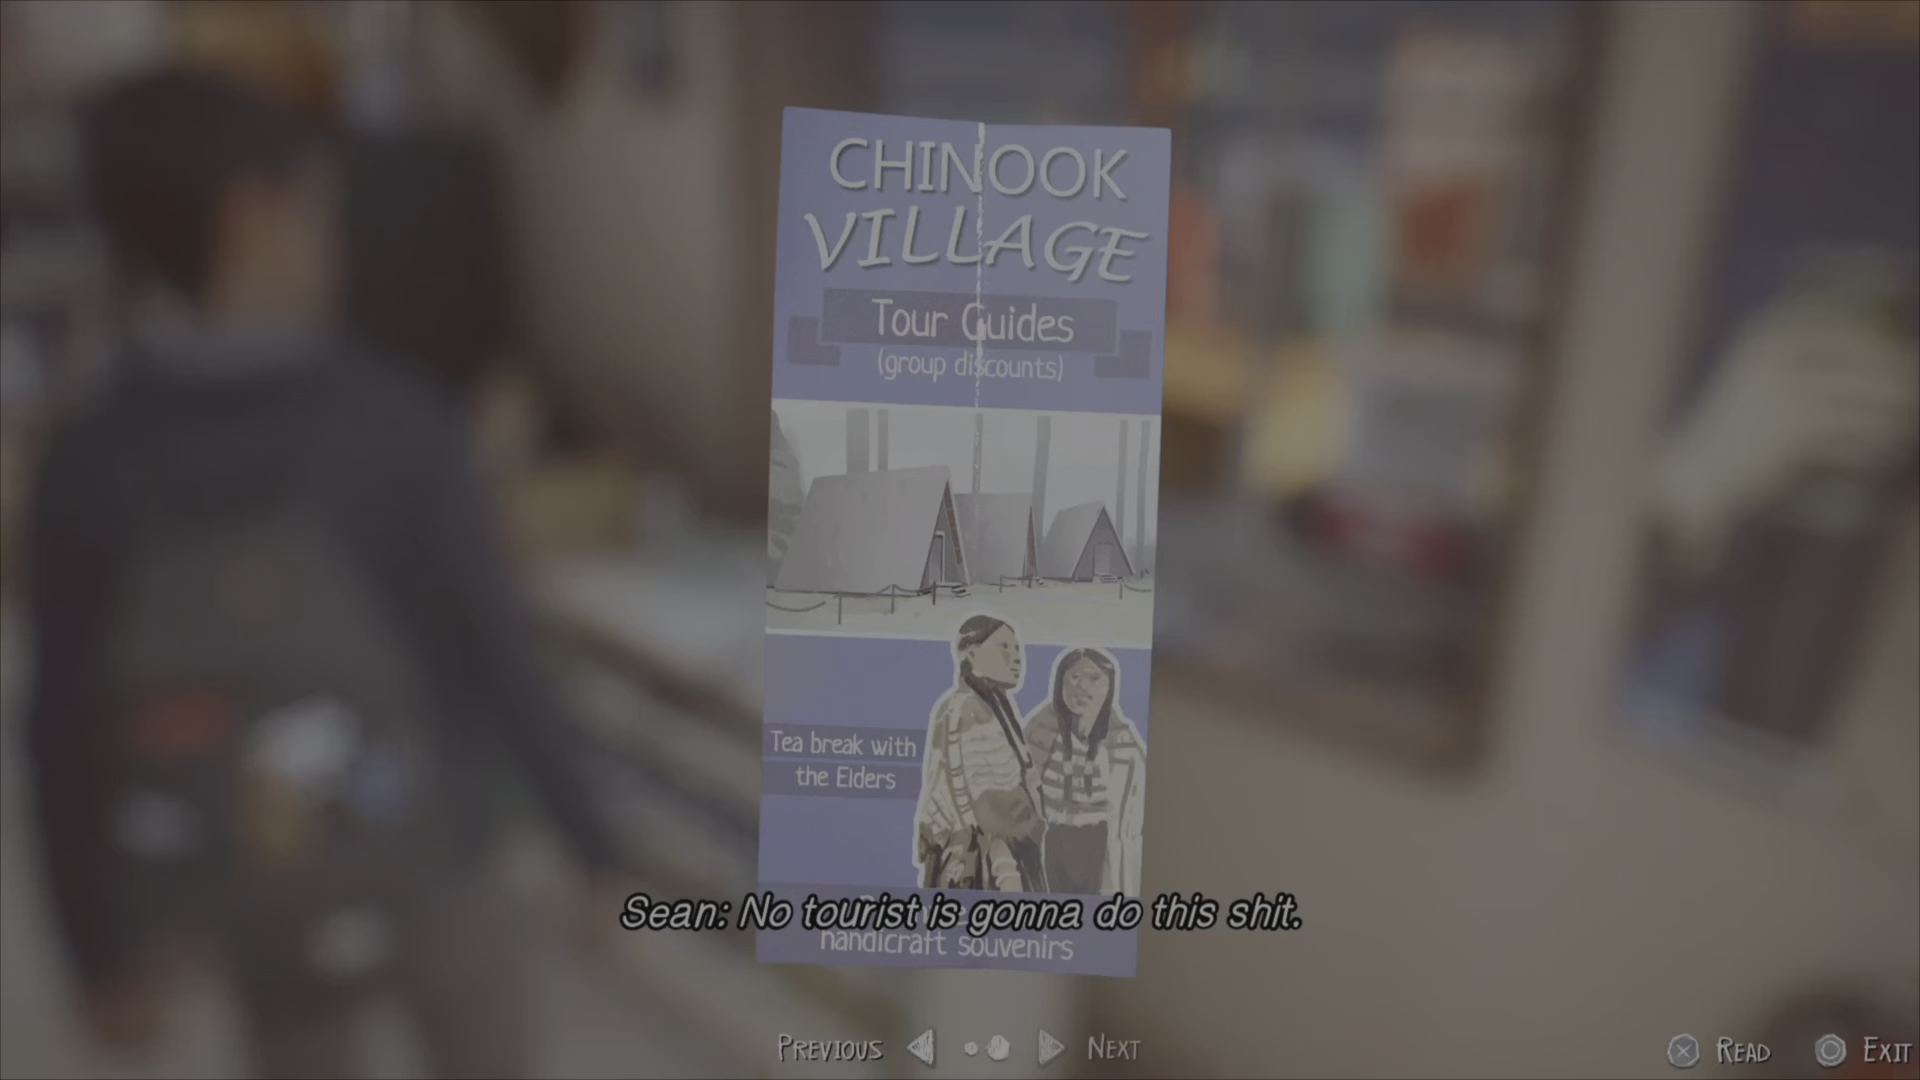 CHINOOK
VILLAGE
Tour Guides
(group discounts)
Tea break with
the Elders
Sean: No tourist is gonna do this shit.
handicraft souvenirs
PREVIOUS
NEXT
READ
EXIT